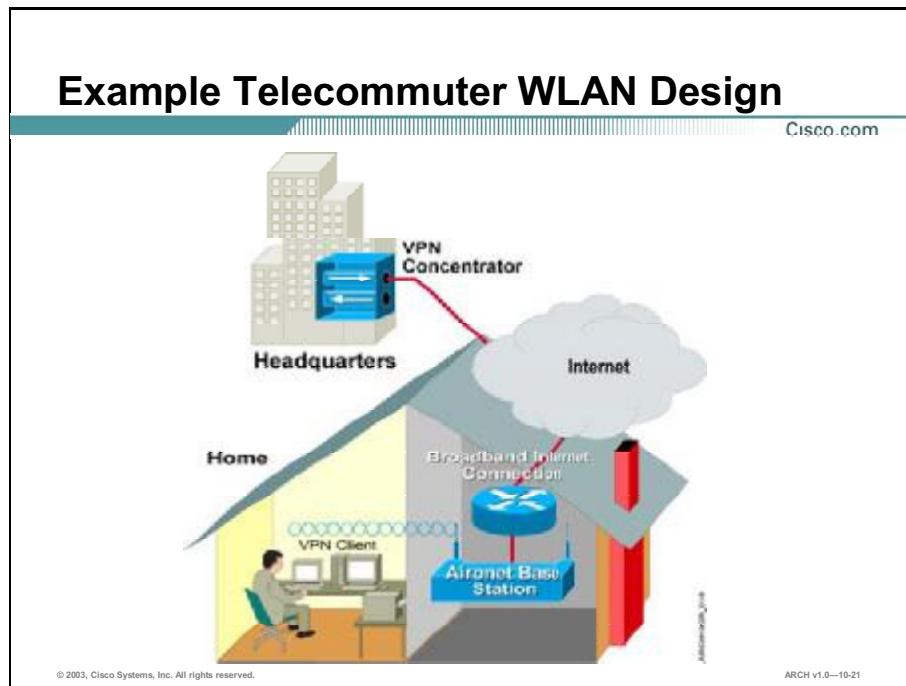 Example Telecommuter WLAN Design
Cisco.com
VPN
Concentrator
Headquarters
Internet
Home
Broadband Internet
Connection
VPN Client
Aironet Base
Station
© 2003, Cisco Systems, Inc. All rights reserved.
ARCH v1.0—10-21